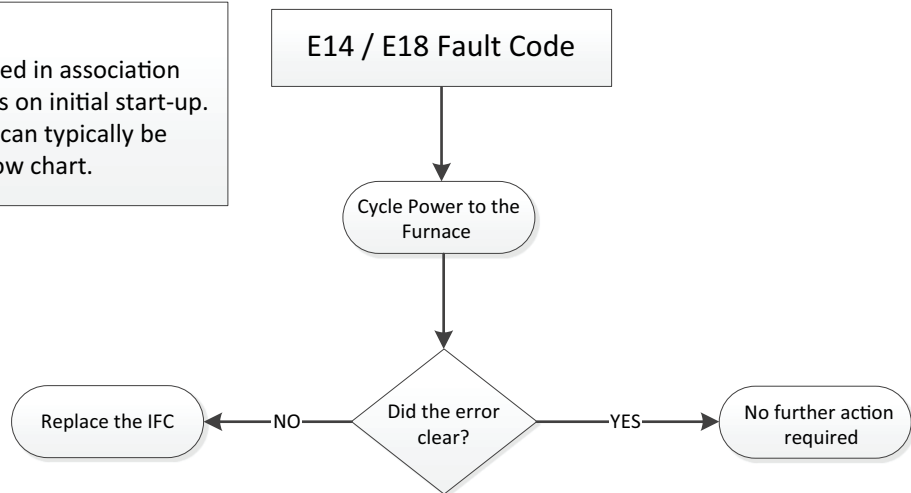 ed in association
s on initial start-up.
can typically be
ow chart.
E14 / E18 Fault Code
Cycle Power to the
Furnace
Did the error
clear?
NO
Replace the IFC
YES
No further action
required